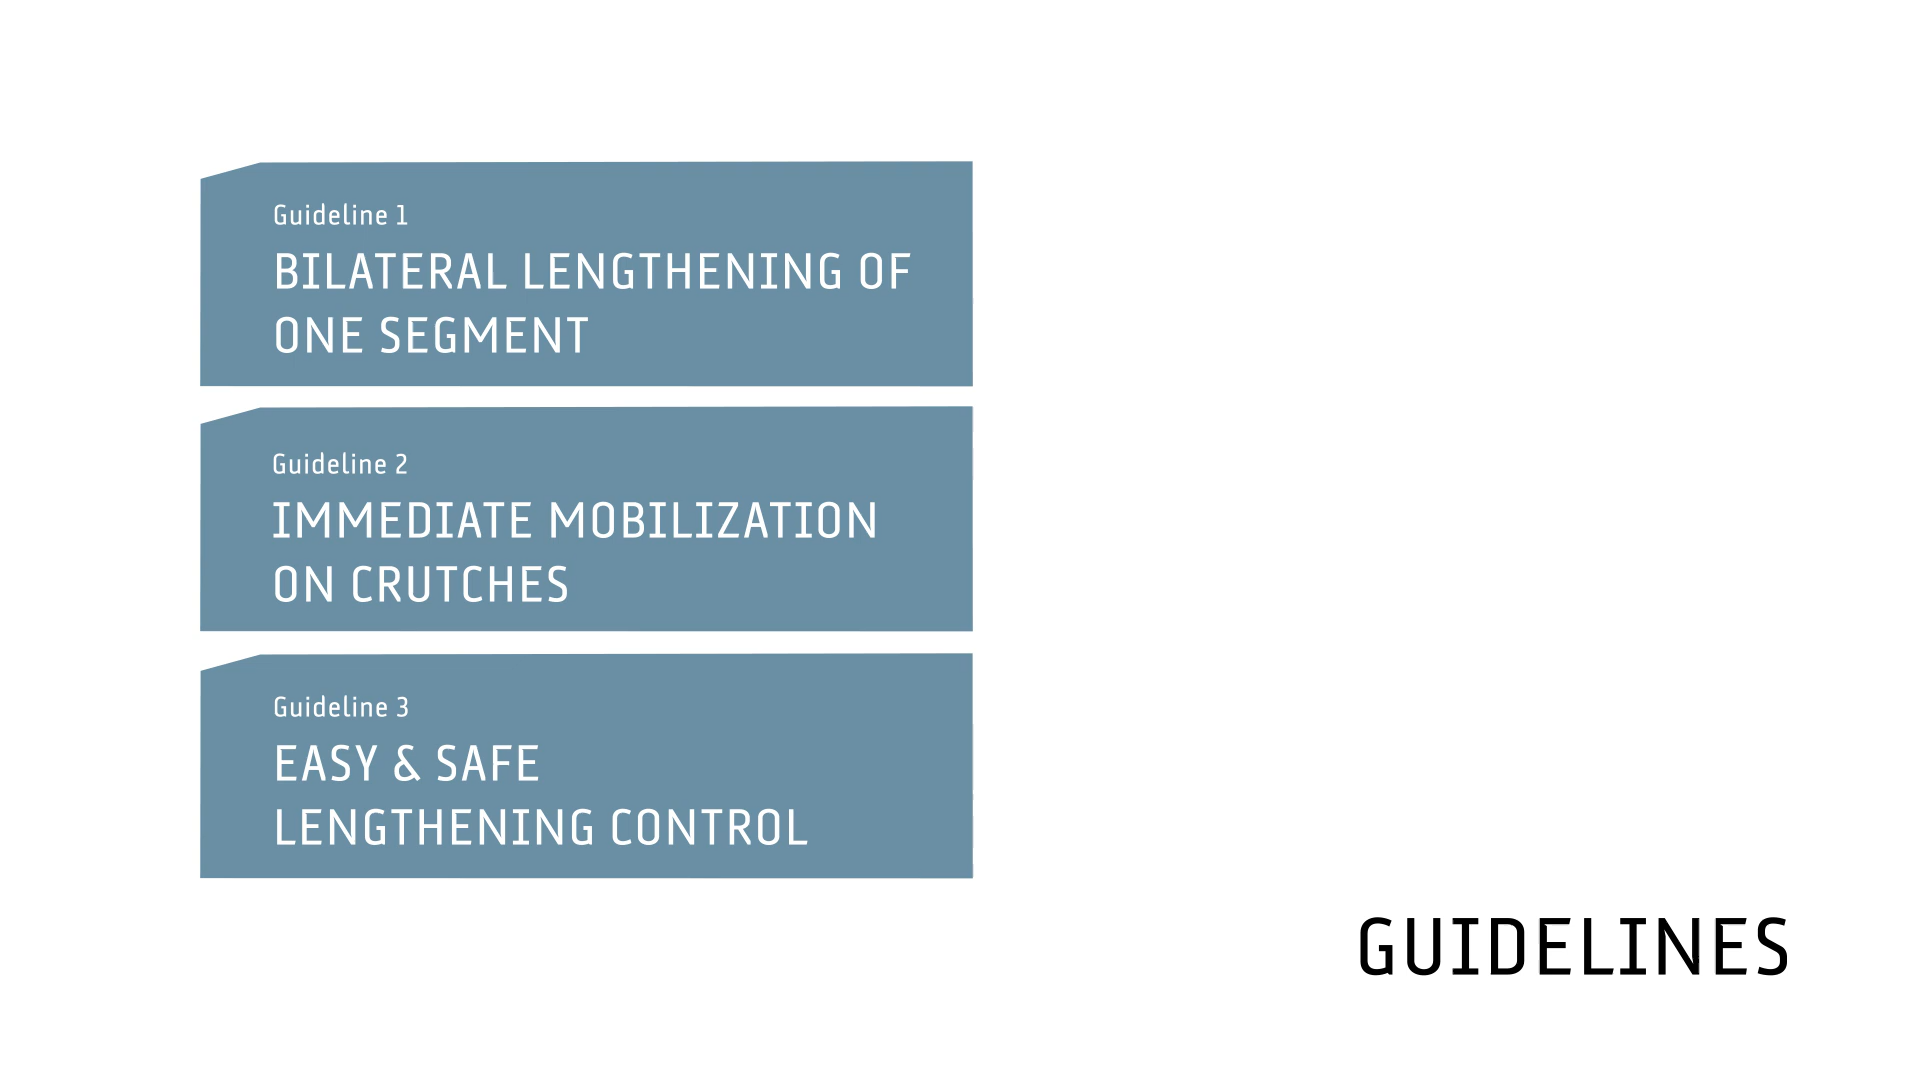 Guideline 1
BILATERAL LENGTHENING OF
ONE SEGMENT
Guideline 2
IMMEDIATE MOBILIZATION
ON CRUTCHES
Guideline 3
EASY & SAFE
LENGTHENING CONTROL
GUIDELINES